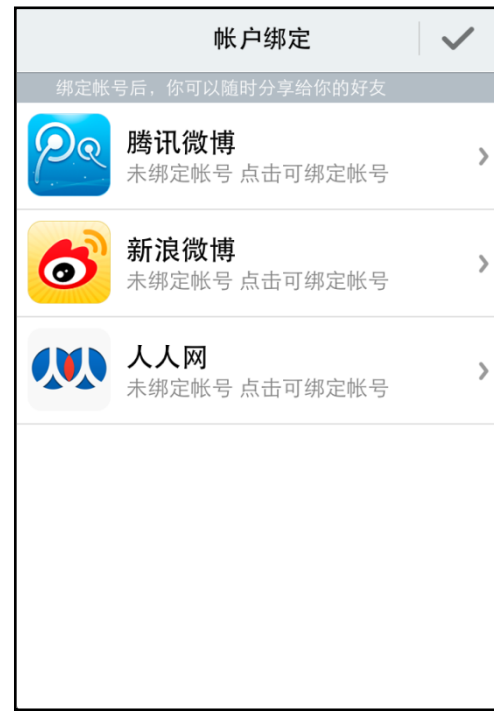 帐户绑定
绑定帐号后，你可以随时分享给你的好友
腾讯微博
未绑定帐号 点击可绑定帐号
新浪微博
未绑定帐号 点击可绑定帐号
人人网
未绑定帐号 点击可绑定帐号